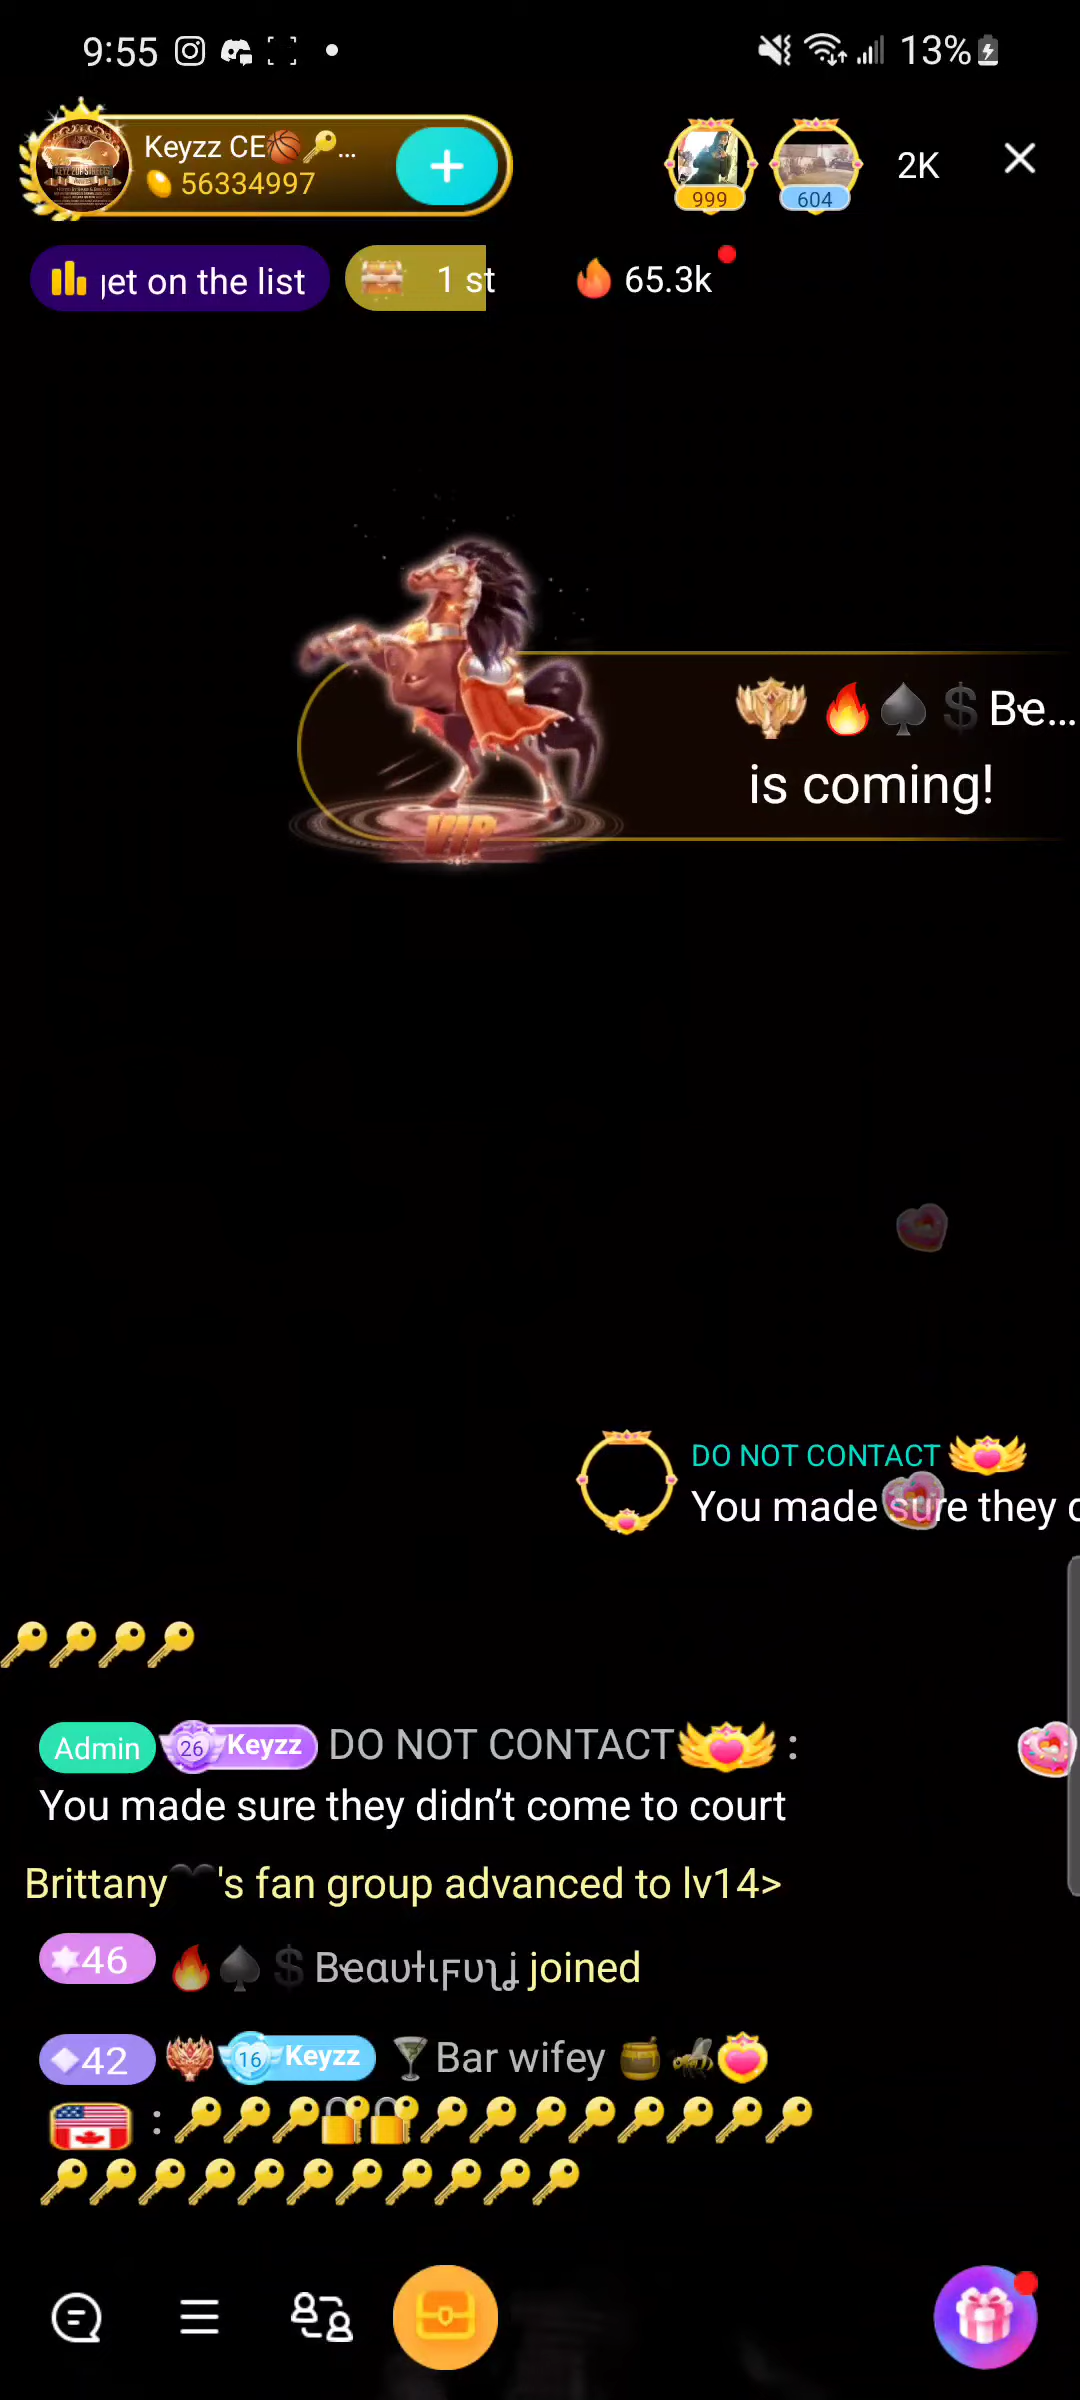 9:55
13%
Keyzz CE🏀🔑...
56334997
999
604
2K
get on the list
1 st
65.3k
VIP
🔥♠️💲Be...
is coming!
DO NOT CONTACT
You made sure they d
🔑🔑🔑🔑
Admin 26 Keyzz DO NOT CONTACT :
You made sure they didn't come to court
Brittany🖤's fan group advanced to lv14>
46 🔥♠️💲 joined
42 16 Keyzz 🍸Bar wifey 🍯🐝
: 🔑🔑🔑🔐🔐🔑🔑🔑🔑🔑🔑🔑🔑
🔑🔑🔑🔑🔑🔑🔑🔑🔑🔑🔑